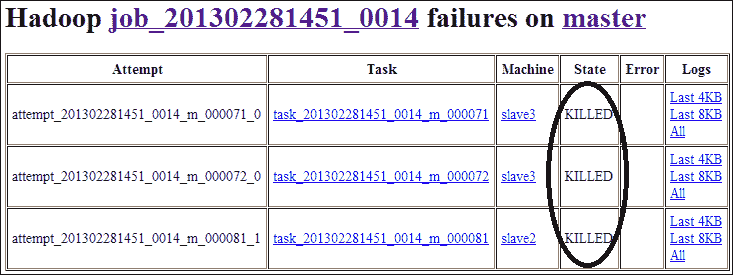 Hadoop job_201302281451_0014 failures on master
Attempt Task Machine State Error Logs
attempt_201302281451_0014_m_000071_0 task_201302281451_0014_m_000071 slave3 KILLED Last 4KB
Last 8KB
All
attempt_201302281451_0014_m_000072_0 task_201302281451_0014_m_000072 slave3 KILLED Last 4KB
Last 8KB
All
attempt_201302281451_0014_m_000081_1 task_201302281451_0014_m_000081 slave2 KILLED Last 4KB
Last 8KB
All